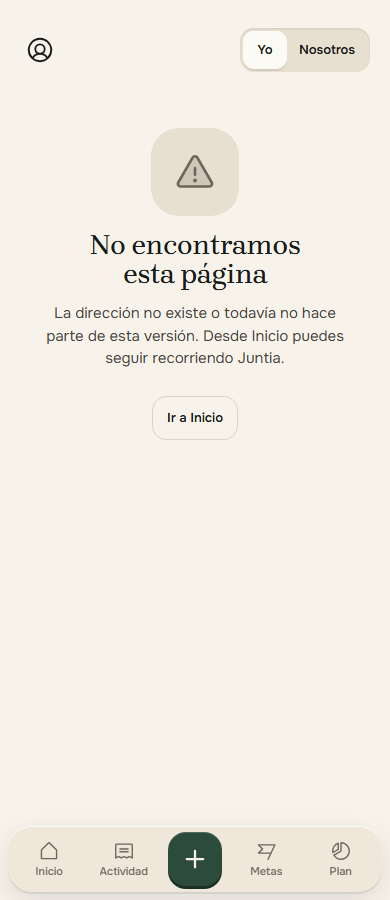 Yo
Nosotros
No encontramos
esta página
La dirección no existe o todavía no hace
parte de esta versión. Desde Inicio puedes
seguir recorriendo Juntia.
Ir a Inicio
Inicio
Actividad
Metas
Plan